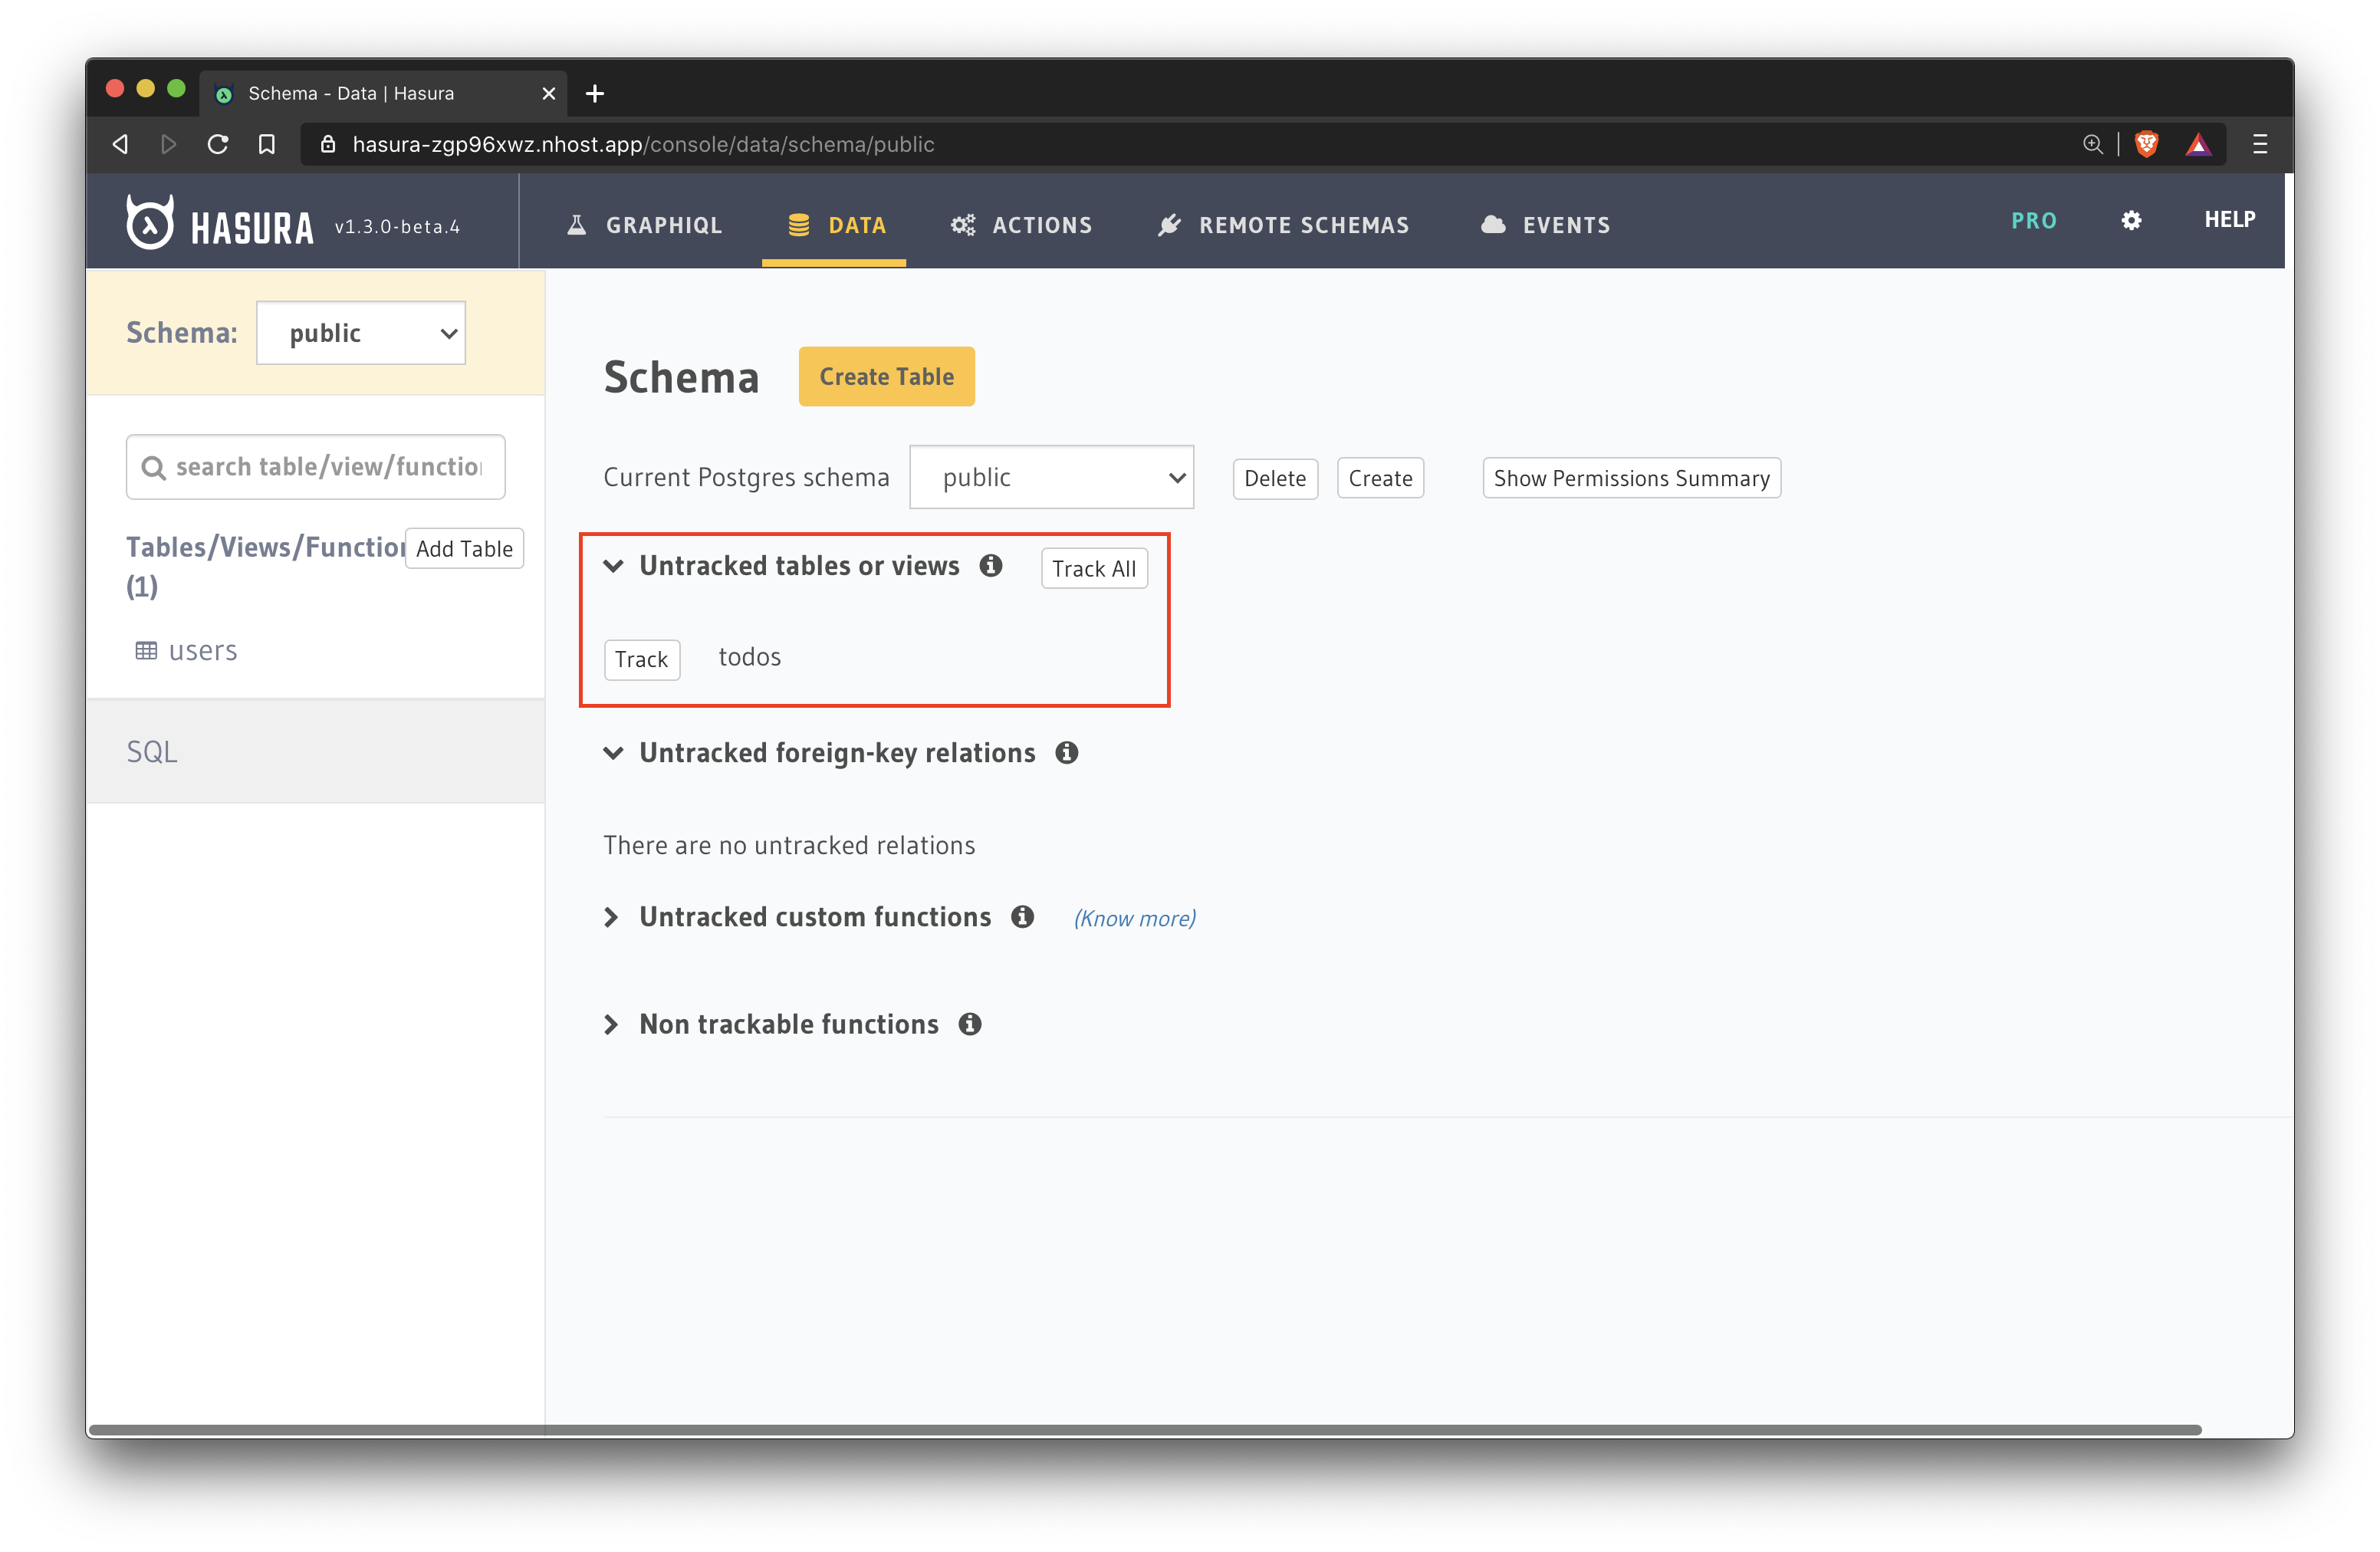 Schema - Data | Hasura
hasura-zgp96xwz.nhost.app/console/data/schema/public
HASURA v1.3.0-beta.4
GRAPHIQL
DATA
ACTIONS
REMOTE SCHEMAS
EVENTS
PRO
HELP
Schema:
public
search table/view/function
Tables/Views/Function
Add Table
(1)
users
SQL
Schema
Create Table
Current Postgres schema
public
Delete
Create
Show Permissions Summary
Untracked tables or views
Track All
Track
todos
Untracked foreign-key relations
There are no untracked relations
Untracked custom functions
(Know more)
Non trackable functions